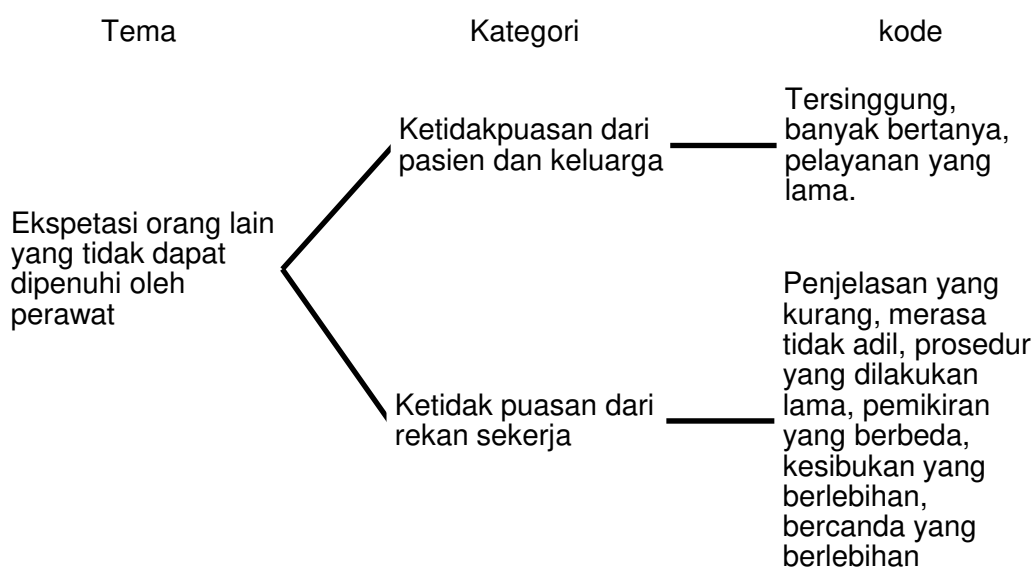 Tema Kategori kode
Ekspetasi orang lain
yang tidak dapat
dipenuhi oleh
perawat
Ketidakpuasan dari
pasien dan keluarga
Tersinggung,
banyak bertanya,
pelayanan yang
lama.
Ketidak puasan dari
rekan sekerja
Penjelasan yang
kurang, merasa
tidak adil, prosedur
yang dilakukan
lama, pemikiran
yang berbeda,
kesibukan yang
berlebihan,
bercanda yang
berlebihan